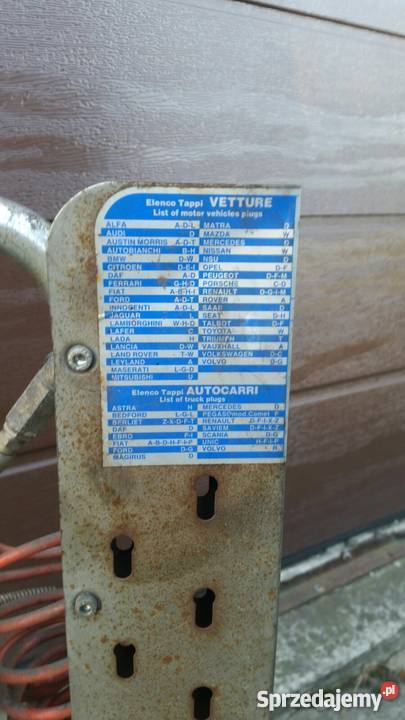 Elenco Tappi VETTURE
List of motor vehicles plugs
ALFA A-D-L MATRA D
AUDI D MAZDA W
AUSTIN MORRIS A-D-T MERCEDES D
AUTOBIANCHI B-H NISSAN W
BMW D-W NSU D
CITROEN D-E-I OPEL D-F
DAF A-D PEUGEOT D-F-M
FERRARI G-H-D PORSCHE C-D
FIAT A-B-H-I RENAULT D-G-I-M
FORD A-D-T ROVER A
INNOCENTI A-D-L SAAB D
JAGUAR L SEAT D-H
LAMBORGHINI W-H-D TALBOT D-F
LAFER C TOYOTA W
LADA H TRIUMPH T
LANCIA D-W VAUXHALL A
LAND ROVER T-W VOLKSWAGEN D-C
LEYLAND A VOLVO D-G
MASERATI L-G-D
MITSUBISHI U
Elenco Tappi AUTOCARRI
List of truck plugs
ASTRA H MERCEDES D
BEDFORD L-G-L PEGASO mod.Comet P
BERLIET Z-X-D-F-T RENAULT D-F-I-X-Z
DAF D SAVIEM D-F-I-X-Z
EBRO P-I SCANIA D-G
FIAT A-B-D-H-F-I-P UNIC H-F-I-P
FORD D-G VOLVO R
MAGIRUS D
Sprzedajemy.pl